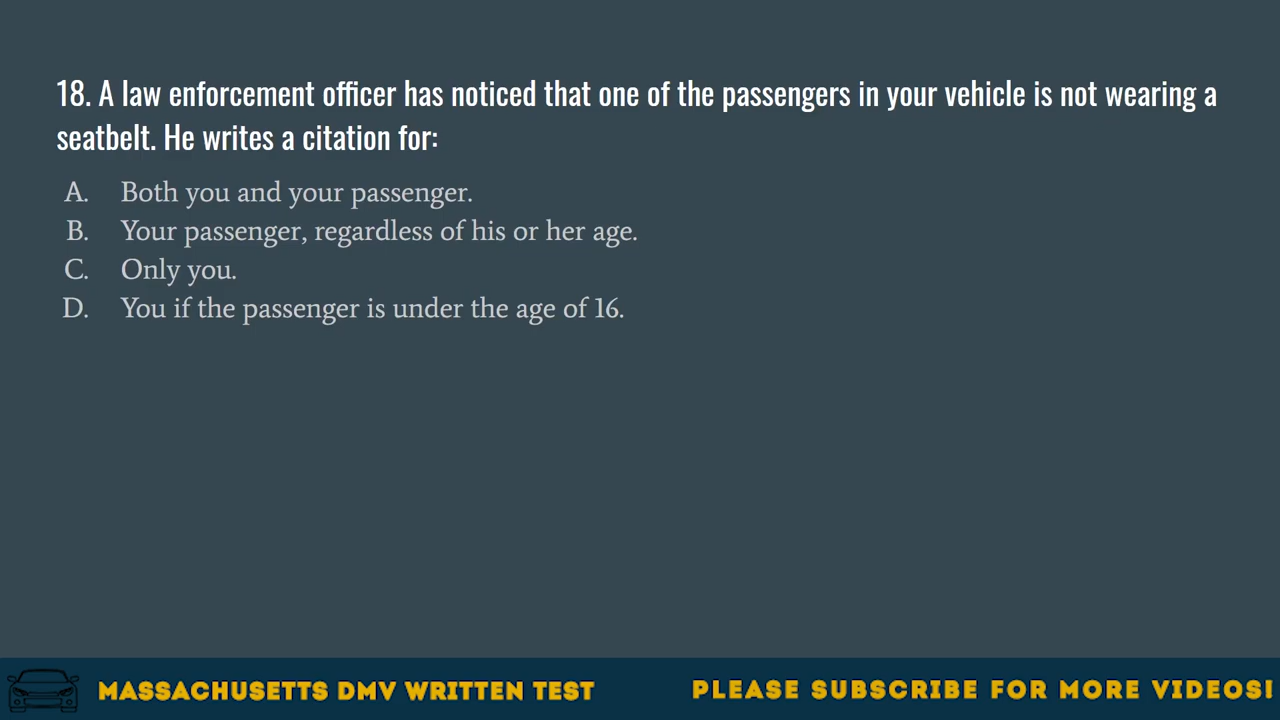 18. A law enforcement officer has noticed that one of the passengers in your vehicle is not wearing a
seatbelt. He writes a citation for:
A. Both you and your passenger.
B. Your passenger, regardless of his or her age.
C. Only you.
D. You if the passenger is under the age of 16.
MASSACHUSETTS DMV WRITTEN TEST
PLEASE SUBSCRIBE FOR MORE VIDEOS!